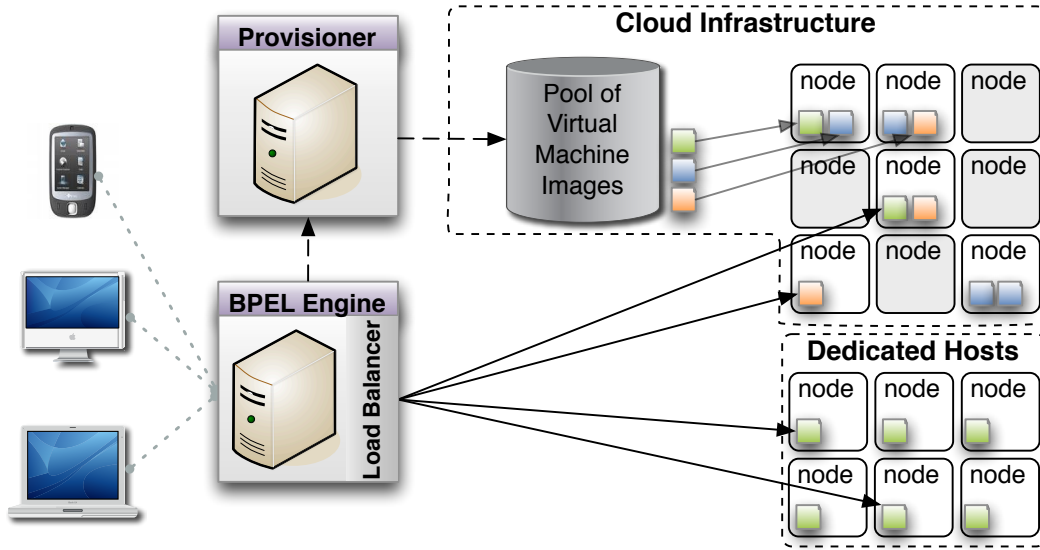 Cloud Infrastructure
Provisioner
Pool of
Virtual
Machine
Images
node node node
node node node
node node node
BPEL Engine
Load Balancer
Dedicated Hosts
node node node
node node node